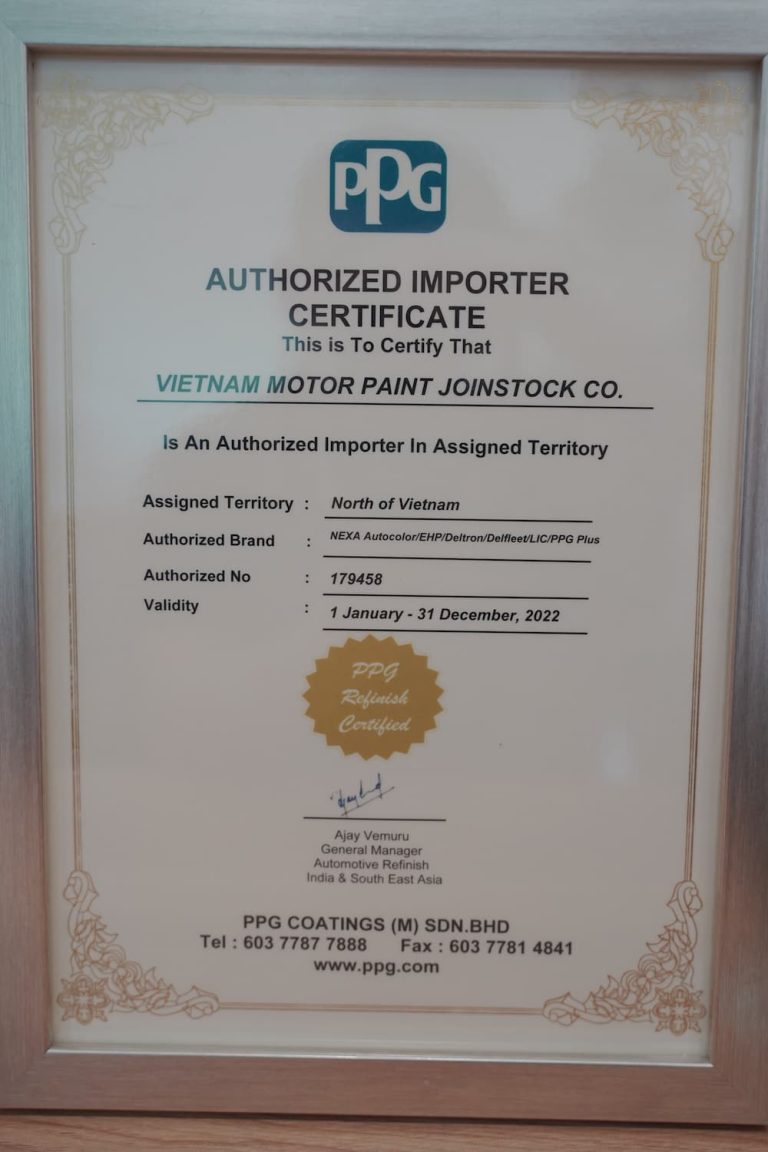 PPG
AUTHORIZED IMPORTER
CERTIFICATE
This is To Certify That
VIETNAM MOTOR PAINT JOINSTOCK CO.
Is An Authorized Importer In Assigned Territory
Assigned Territory : North of Vietnam
Authorized Brand : NEXA Autocolor/EHP/Deltron/Delfleet/LIC/PPG Plus
Authorized No : 179458
Validity : 1 January - 31 December, 2022
PPG
Refinish
Certified
Ajay Vemuru
General Manager
Automotive Refinish
India & South East Asia
PPG COATINGS (M) SDN.BHD
Tel : 603 7787 7888 Fax : 603 7781 4841
www.ppg.com